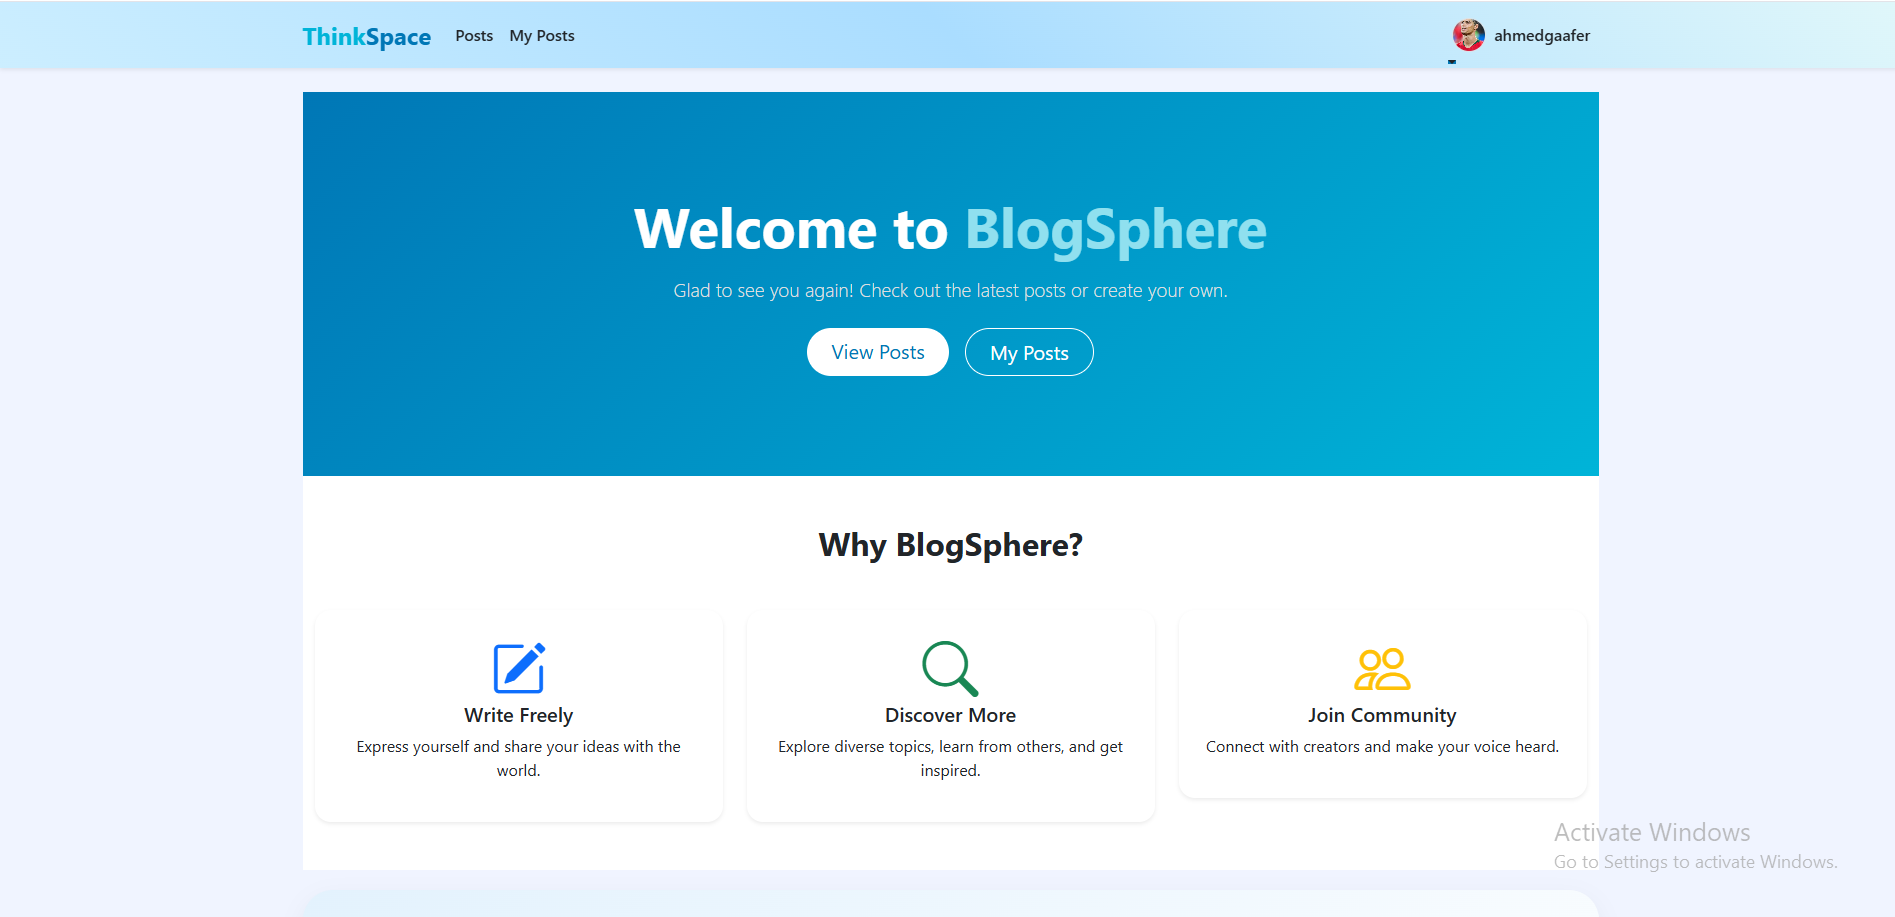 ThinkSpace Posts My Posts ahmedgaafer
Welcome to BlogSphere
Glad to see you again! Check out the latest posts or create your own.
View Posts My Posts
Why BlogSphere?
Write Freely
Express yourself and share your ideas with the
world.
Discover More
Explore diverse topics, learn from others, and get
inspired.
Join Community
Connect with creators and make your voice heard.
Activate Windows
Go to Settings to activate Windows.